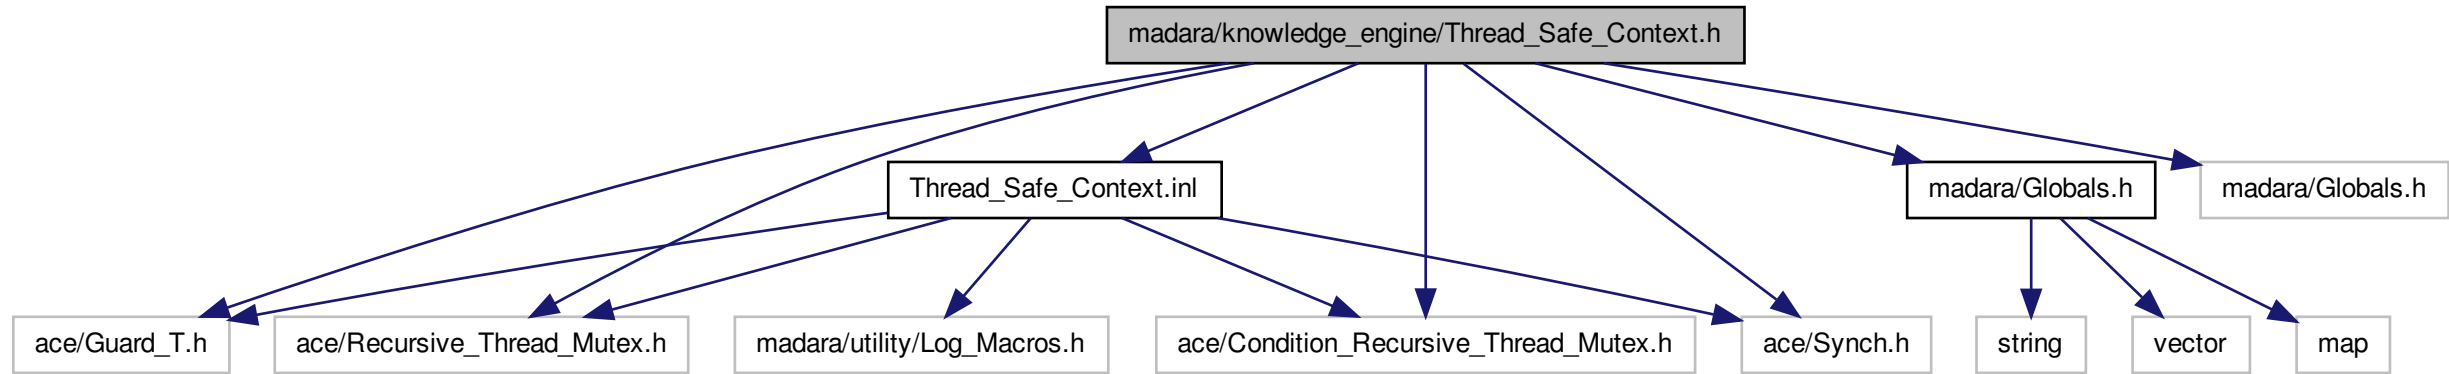 madara/knowledge_engine/Thread_Safe_Context.h
Thread_Safe_Context.inl
madara/Globals.h
madara/Globals.h
ace/Guard_T.h
ace/Recursive_Thread_Mutex.h
madara/utility/Log_Macros.h
ace/Condition_Recursive_Thread_Mutex.h
ace/Synch.h
string
vector
map